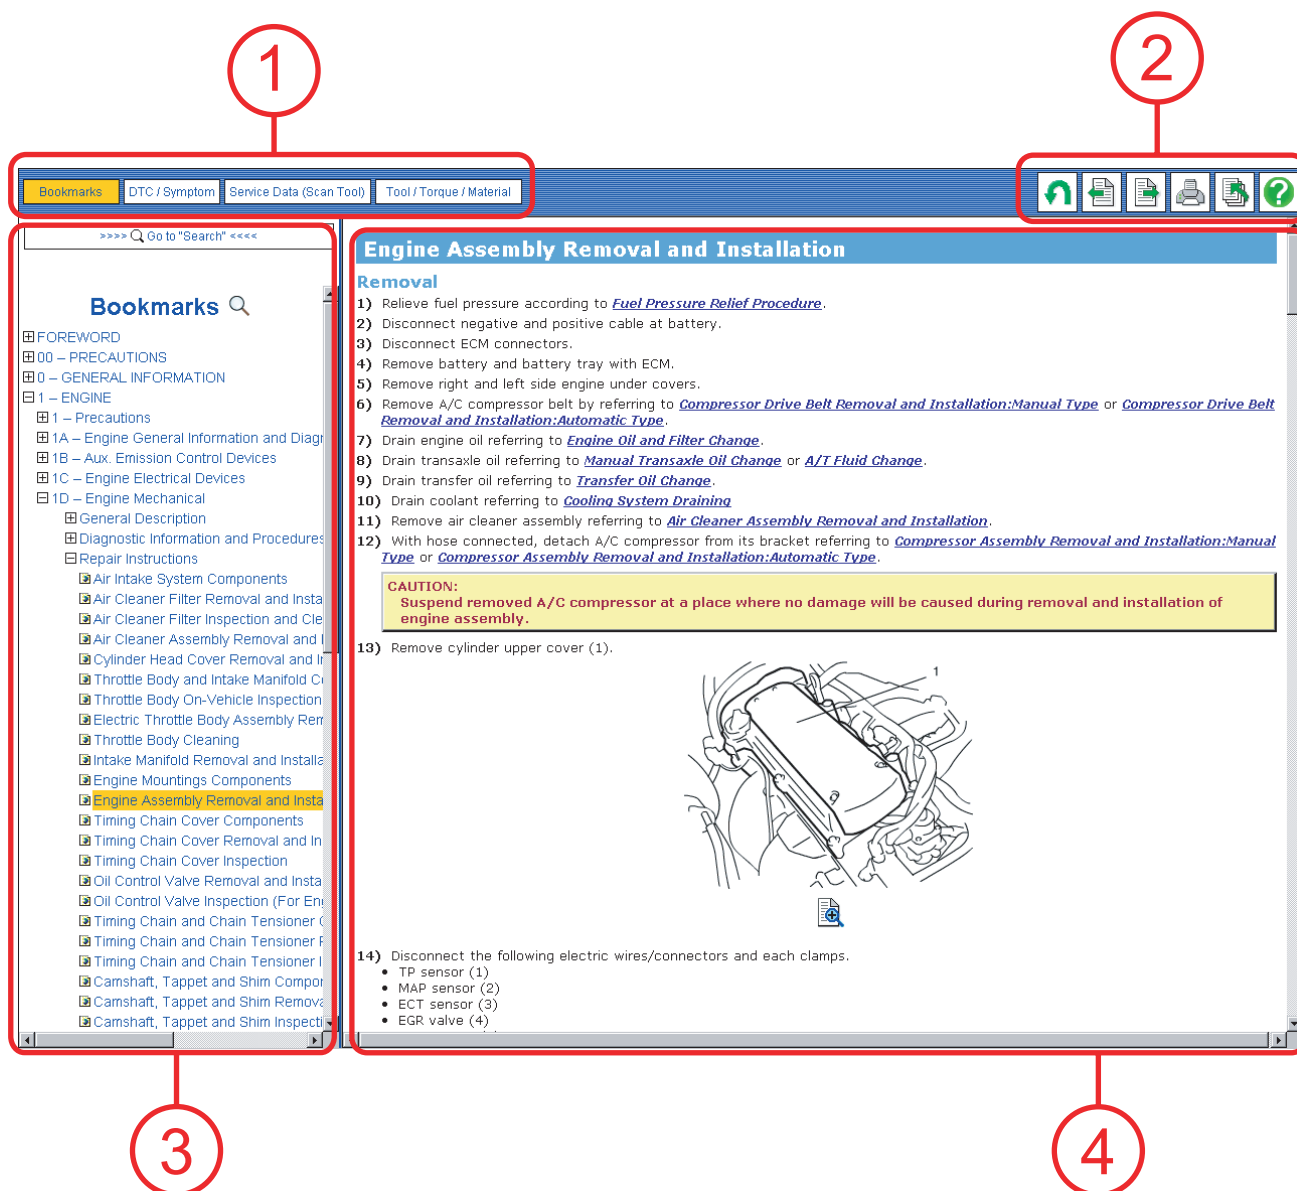 1
2
Bookmarks DTC / Symptom Service Data (Scan Tool) Tool / Torque / Material
>>>> Go to "Search" <<<<
Bookmarks
FOREWORD
00 – PRECAUTIONS
0 – GENERAL INFORMATION
1 – ENGINE
1 – Precautions
1A – Engine General Information and Diagr
1B – Aux. Emission Control Devices
1C – Engine Electrical Devices
1D – Engine Mechanical
General Description
Diagnostic Information and Procedures
Repair Instructions
Air Intake System Components
Air Cleaner Filter Removal and Insta
Air Cleaner Filter Inspection and Cle
Air Cleaner Assembly Removal and I
Cylinder Head Cover Removal and In
Throttle Body and Intake Manifold Co
Throttle Body On-Vehicle Inspection
Electric Throttle Body Assembly Rem
Throttle Body Cleaning
Intake Manifold Removal and Installa
Engine Mountings Components
Engine Assembly Removal and Insta
Timing Chain Cover Components
Timing Chain Cover Removal and In
Timing Chain Cover Inspection
Oil Control Valve Removal and Insta
Oil Control Valve Inspection (For Eng
Timing Chain and Chain Tensioner C
Timing Chain and Chain Tensioner R
Timing Chain and Chain Tensioner I
Camshaft, Tappet and Shim Compon
Camshaft, Tappet and Shim Remova
Camshaft, Tappet and Shim Inspecti
Engine Assembly Removal and Installation
Removal
1) Relieve fuel pressure according to Fuel Pressure Relief Procedure.
2) Disconnect negative and positive cable at battery.
3) Disconnect ECM connectors.
4) Remove battery and battery tray with ECM.
5) Remove right and left side engine under covers.
6) Remove A/C compressor belt by referring to Compressor Drive Belt Removal and Installation:Manual Type or Compressor Drive Belt
Removal and Installation:Automatic Type.
7) Drain engine oil referring to Engine Oil and Filter Change.
8) Drain transaxle oil referring to Manual Transaxle Oil Change or A/T Fluid Change.
9) Drain transfer oil referring to Transfer Oil Change.
10) Drain coolant referring to Cooling System Draining
11) Remove air cleaner assembly referring to Air Cleaner Assembly Removal and Installation.
12) With hose connected, detach A/C compressor from its bracket referring to Compressor Assembly Removal and Installation:Manual
Type or Compressor Assembly Removal and Installation:Automatic Type.
CAUTION:
Suspend removed A/C compressor at a place where no damage will be caused during removal and installation of
engine assembly.
13) Remove cylinder upper cover (1).
1
14) Disconnect the following electric wires/connectors and each clamps.
• TP sensor (1)
• MAP sensor (2)
• ECT sensor (3)
• EGR valve (4)
3
4